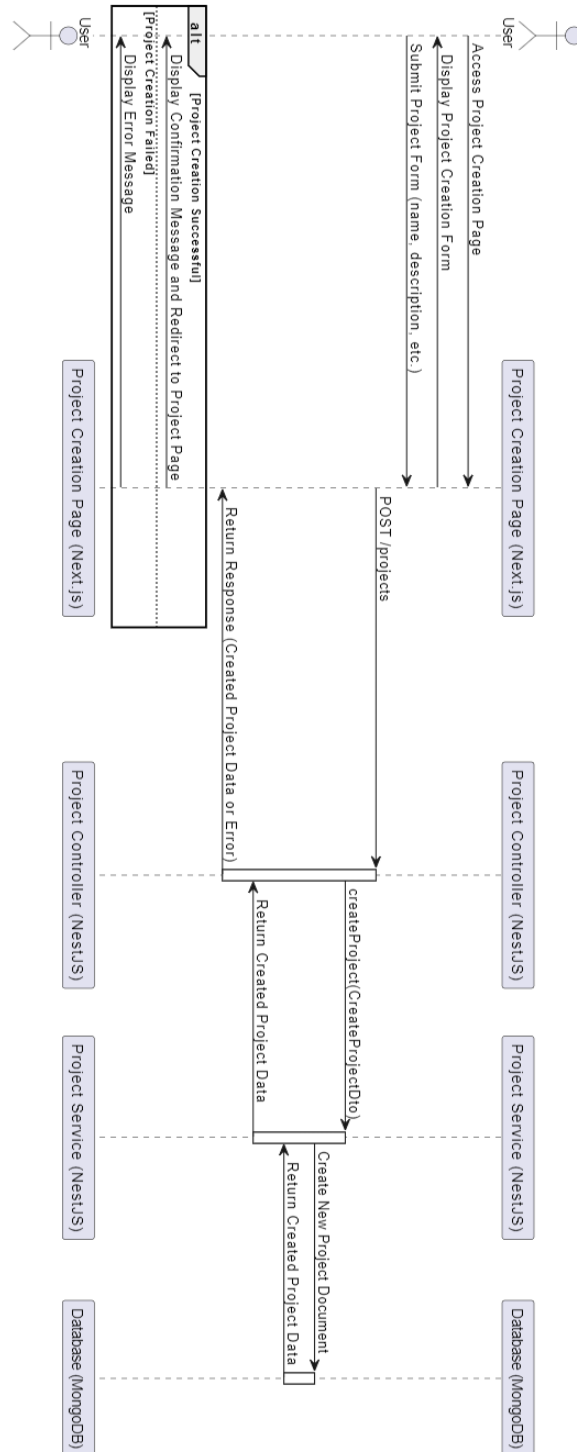 User
Project Creation Page (Next.js)
Project Controller (NestJS)
Project Service (NestJS)
Database (MongoDB)
Access Project Creation Page
Display Project Creation Form
Submit Project Form (name, description, etc.)
POST /projects
createProject(CreateProjectDto)
Create New Project Document
Return Created Project Data
Return Created Project Data
Return Response (Created Project Data or Error)
alt
[Project Creation Successful]
Display Confirmation Message and Redirect to Project Page
[Project Creation Failed]
Display Error Message
User
Project Creation Page (Next.js)
Project Controller (NestJS)
Project Service (NestJS)
Database (MongoDB)